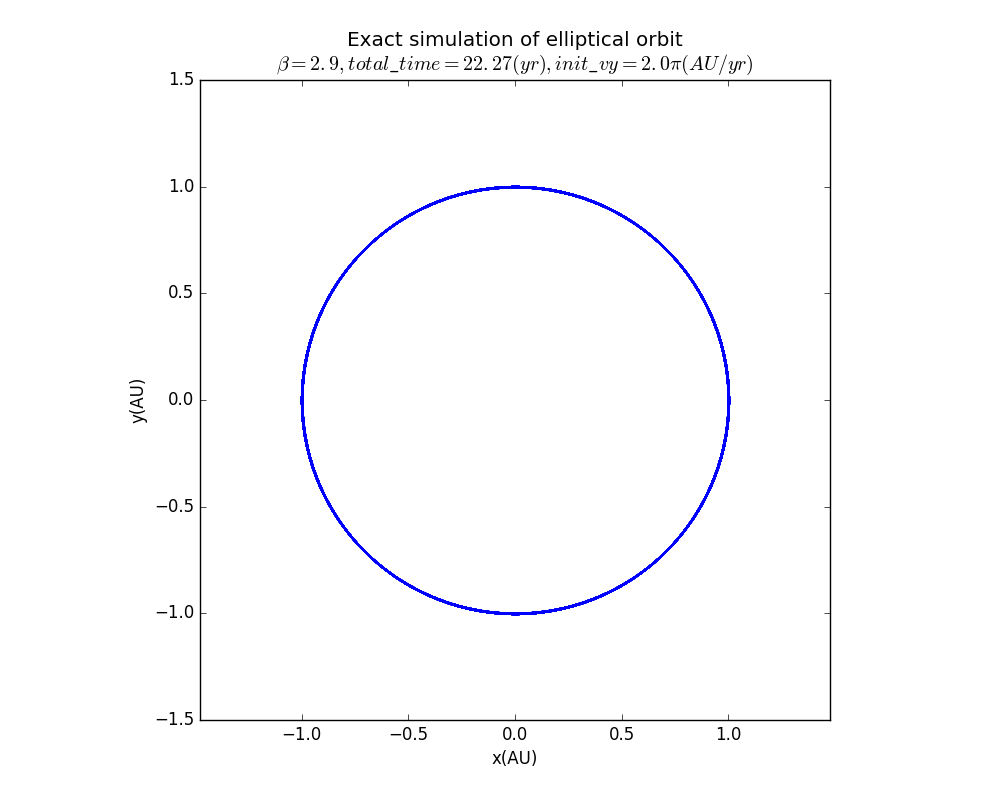 Exact simulation of elliptical orbit
β = 2.9, total_time = 22.27(yr), init_vy = 2.0π(AU/yr)
1.5
1.0
0.5
0.0
−0.5
−1.0
−1.5
y(AU)
−1.0 −0.5 0.0 0.5 1.0
x(AU)